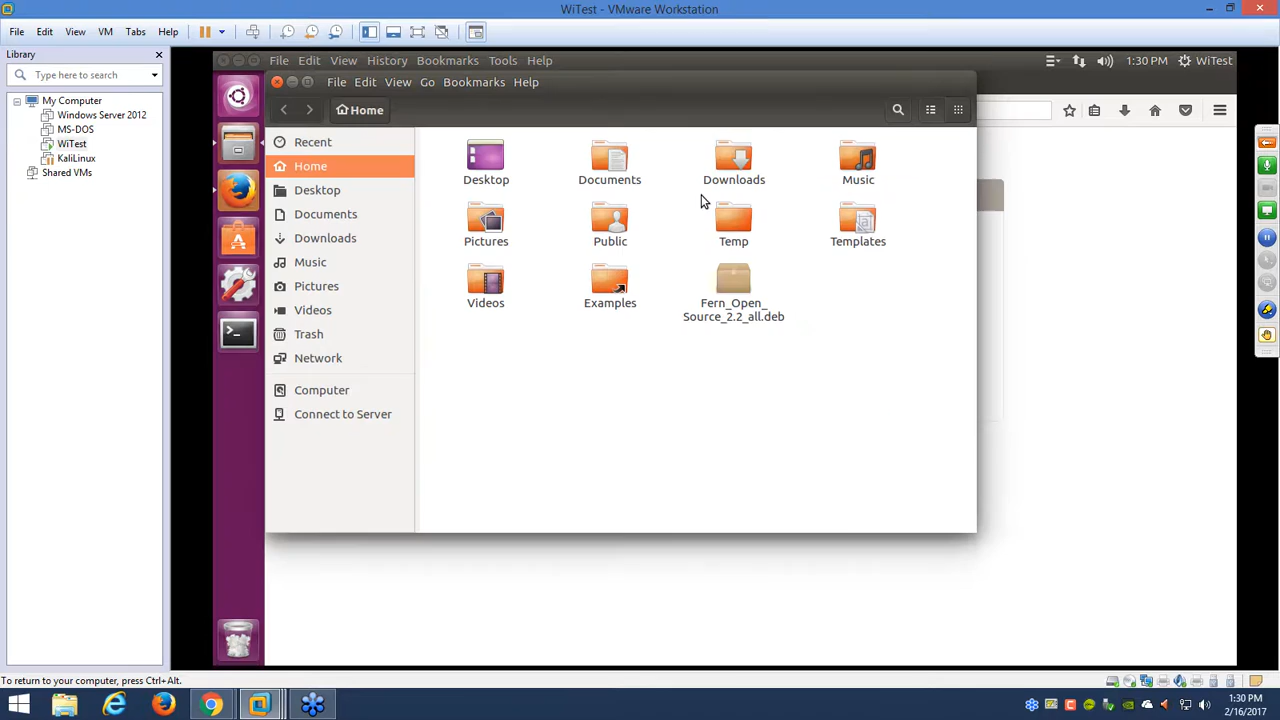 WiTest - VMware Workstation
File Edit View VM Tabs Help
Library
Type here to search
My Computer
Windows Server 2012
MS-DOS
WiTest
KaliLinux
Shared VMs
File Edit View History Bookmarks Tools Help
1:30 PM WiTest
File Edit View Go Bookmarks Help
Home
Recent
Home
Desktop
Documents
Downloads
Music
Pictures
Videos
Trash
Network
Computer
Connect to Server
Desktop Documents Downloads Music
Pictures Public Temp Templates
Videos Examples Fern_Open_
Source_2.2_all.deb
To return to your computer, press Ctrl+Alt.
1:30 PM
2/16/2017